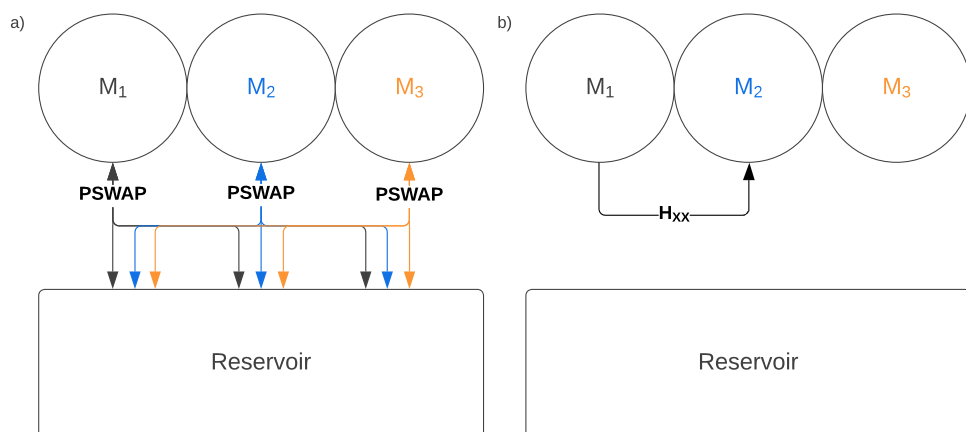 a)
M₁ M₂ M₃
PSWAP PSWAP PSWAP
Reservoir
b)
M₁ M₂ M₃
Hxx
Reservoir